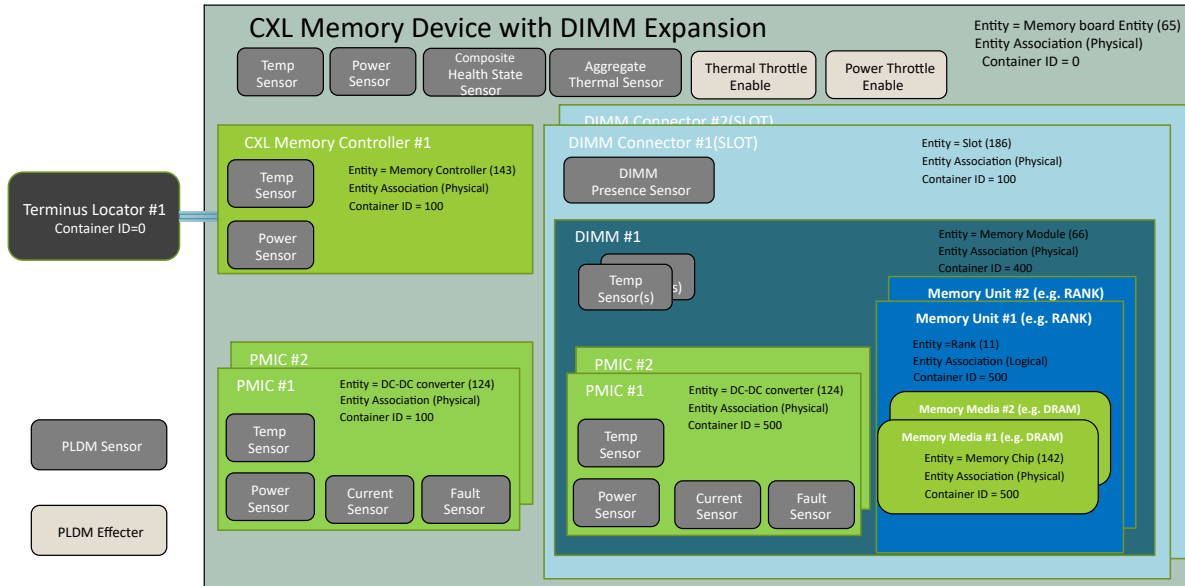 CXL Memory Device with DIMM Expansion
Entity = Memory board Entity (65)
Entity Association (Physical)
Container ID = 0
Temp
Sensor
Power
Sensor
Composite
Health State
Sensor
Aggregate
Thermal Sensor
Thermal Throttle
Enable
Power Throttle
Enable
Terminus Locator #1
Container ID=0
CXL Memory Controller #1
Temp
Sensor
Entity = Memory Controller (143)
Entity Association (Physical)
Container ID = 100
Power
Sensor
DIMM Connector #2(SLOT)
DIMM Connector #1(SLOT)
DIMM
Presence Sensor
Entity = Slot (186)
Entity Association (Physical)
Container ID = 100
DIMM #1
Entity = Memory Module (66)
Entity Association (Physical)
Container ID = 400
Temp
Sensor(s)
s)
Memory Unit #2 (e.g. RANK)
Memory Unit #1 (e.g. RANK)
Entity =Rank (11)
Entity Association (Logical)
Container ID = 500
Memory Media #2 (e.g. DRAM)
Memory Media #1 (e.g. DRAM)
Entity = Memory Chip (142)
Entity Association (Physical)
Container ID = 500
PMIC #2
PMIC #1
Entity = DC-DC converter (124)
Entity Association (Physical)
Container ID = 100
Temp
Sensor
Power
Sensor
Current
Sensor
Fault
Sensor
PMIC #2
PMIC #1
Entity = DC-DC converter (124)
Entity Association (Physical)
Container ID = 500
Temp
Sensor
Power
Sensor
Current
Sensor
Fault
Sensor
PLDM Sensor
PLDM Effecter